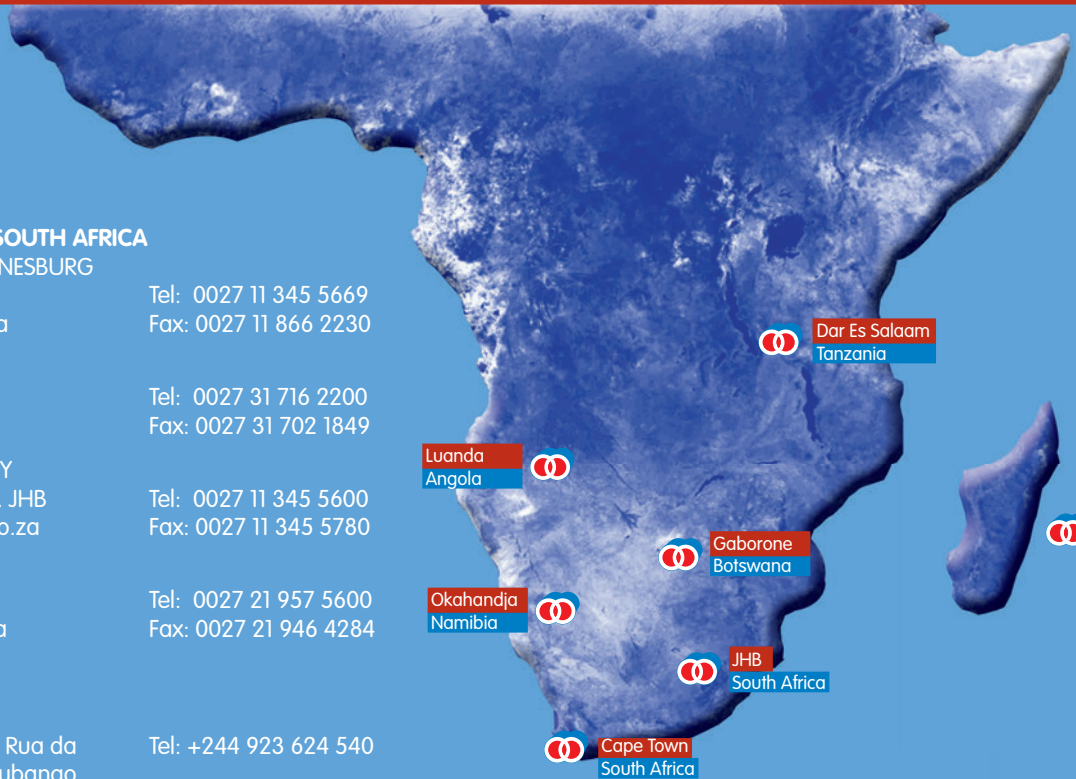 SOUTH AFRICA
NESBURG
Tel: 0027 11 345 5669
a Fax: 0027 11 866 2230
Tel: 0027 31 716 2200
Fax: 0027 31 702 1849
Y
JHB Tel: 0027 11 345 5600
o.za Fax: 0027 11 345 5780
Tel: 0027 21 957 5600
a Fax: 0027 21 946 4284
Rua da Tel: +244 923 624 540
ubango
Dar Es Salaam
Tanzania
Luanda
Angola
Gaborone
Botswana
Okahandja
Namibia
JHB
South Africa
Cape Town
South Africa